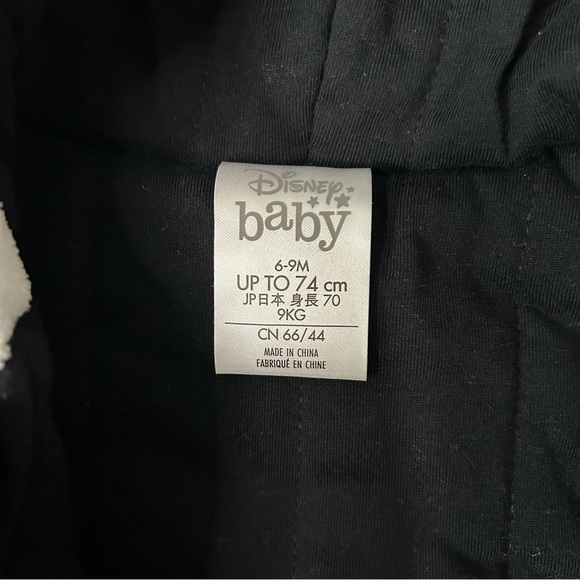 Disney
baby
6-9M
UP TO 74 cm
JP日本 身長 70
9KG
CN 66/44
MADE IN CHINA
FABRIQUÉ EN CHINE